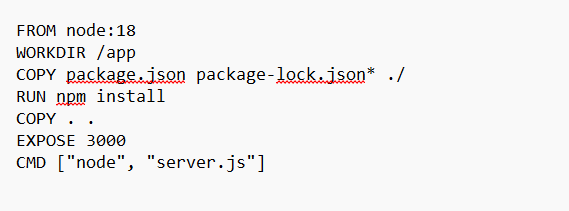 FROM node:18
WORKDIR /app
COPY package.json package-lock.json* ./
RUN npm install
COPY . .
EXPOSE 3000
CMD ["node", "server.js"]